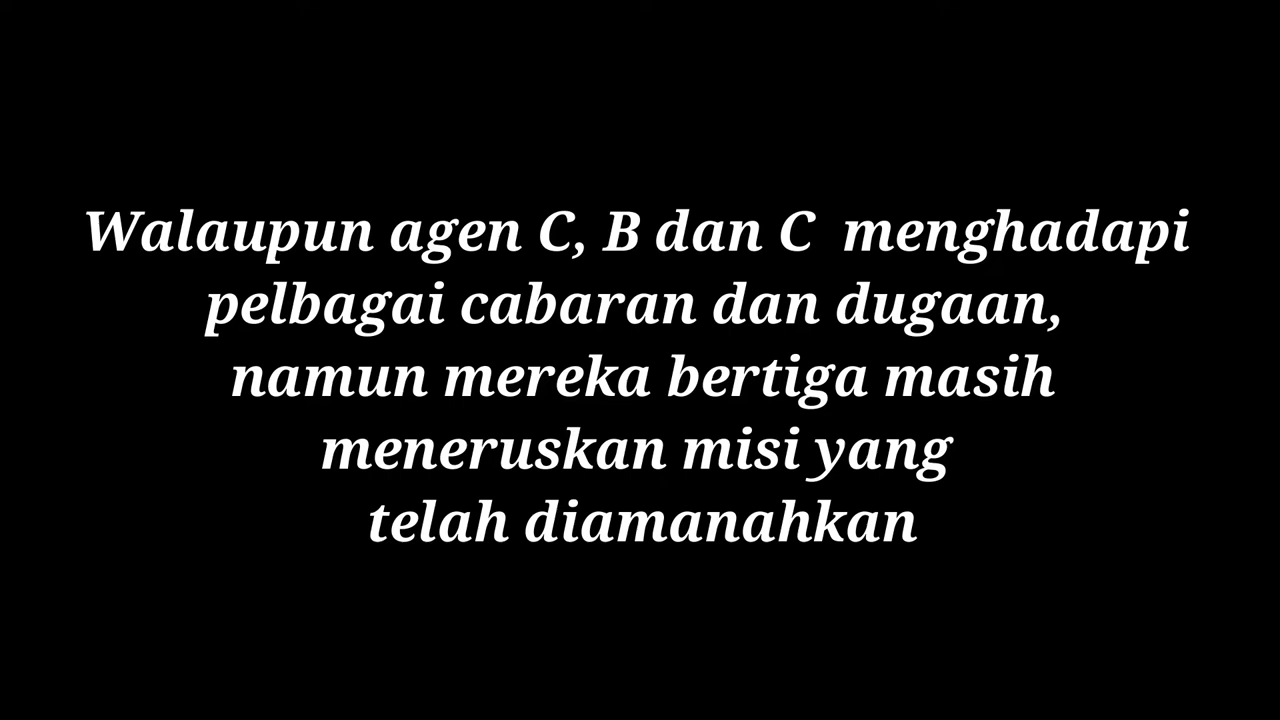 Walaupun agen C, B dan C  menghadapi
pelbagai cabaran dan dugaan,
namun mereka bertiga masih
meneruskan misi yang
telah diamanahkan